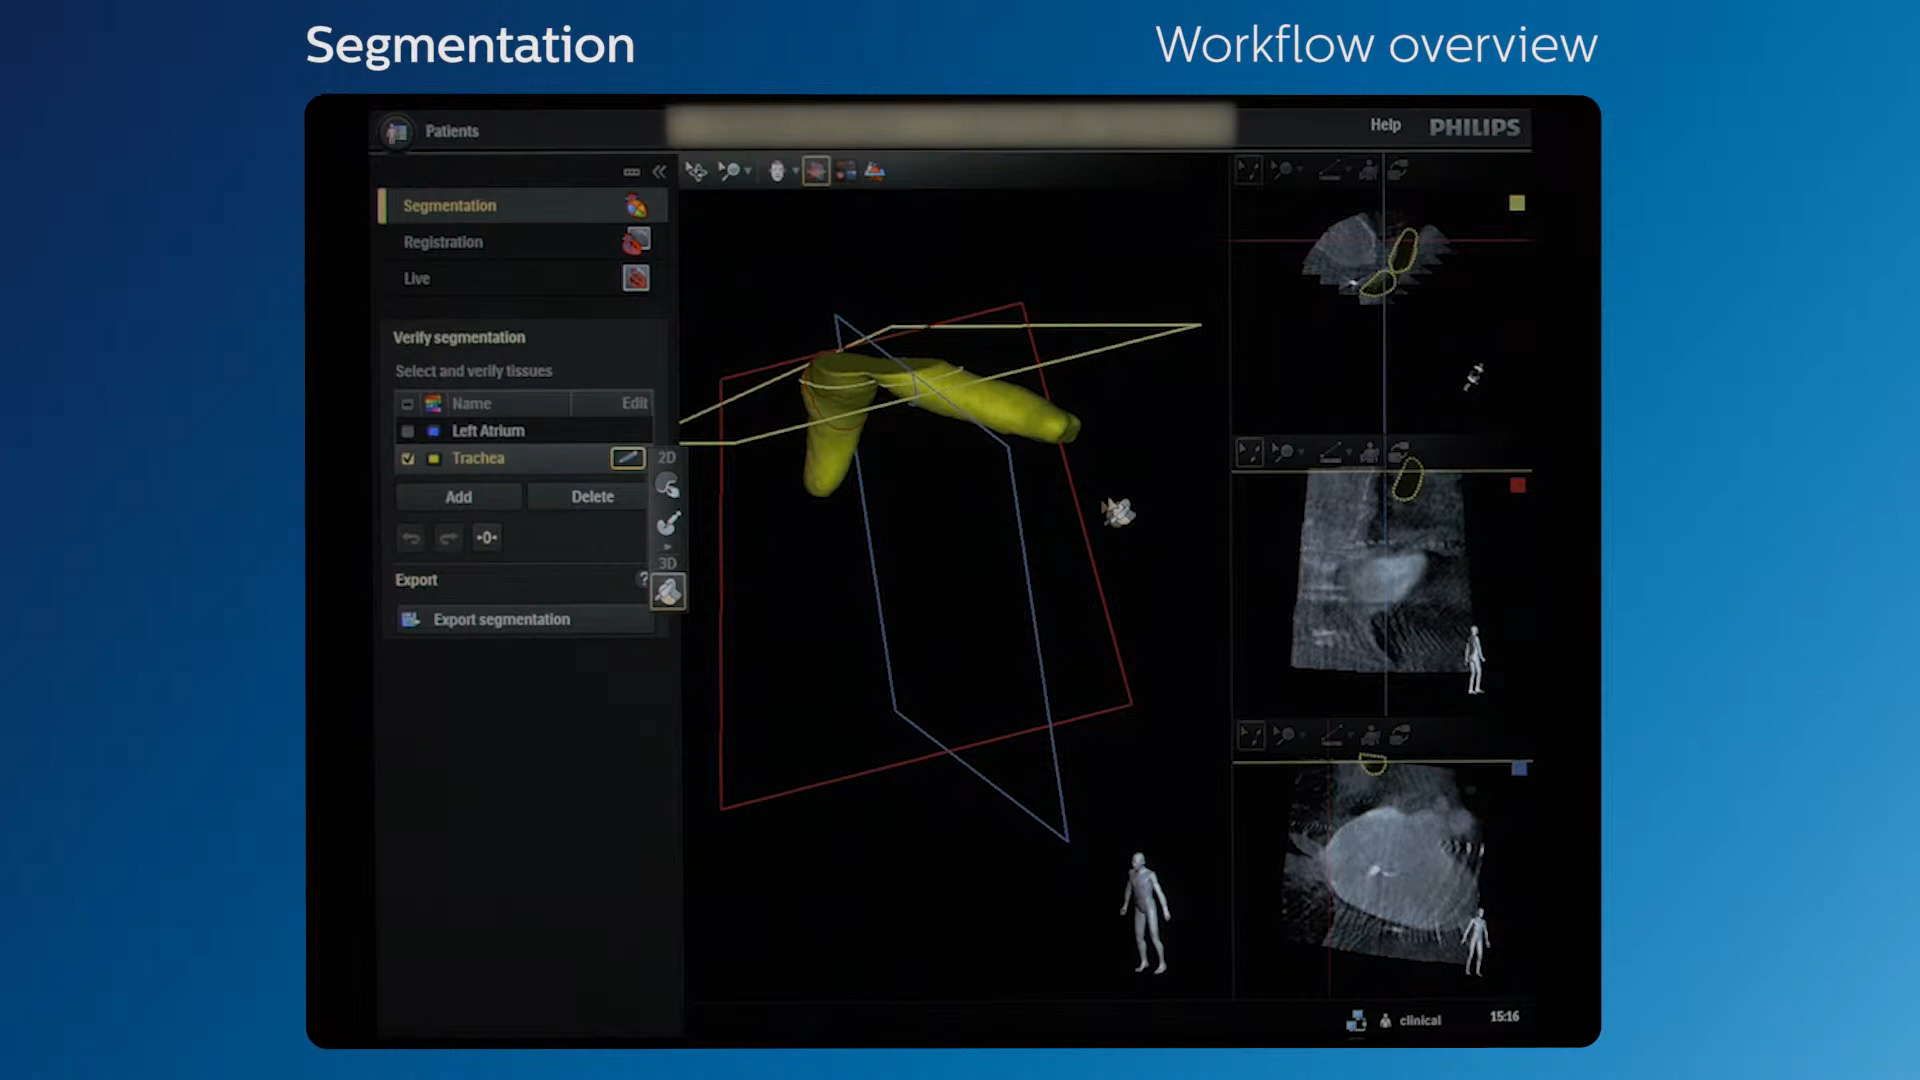 Segmentation
Workflow overview
Patients
Help
PHILIPS
Segmentation
Registration
Live
Verify segmentation
Select and verify tissues
Name
Edit
Left Atrium
Trachea
2D
Add
Delete
0
3D
Export
?
Export segmentation
clinical
15:16